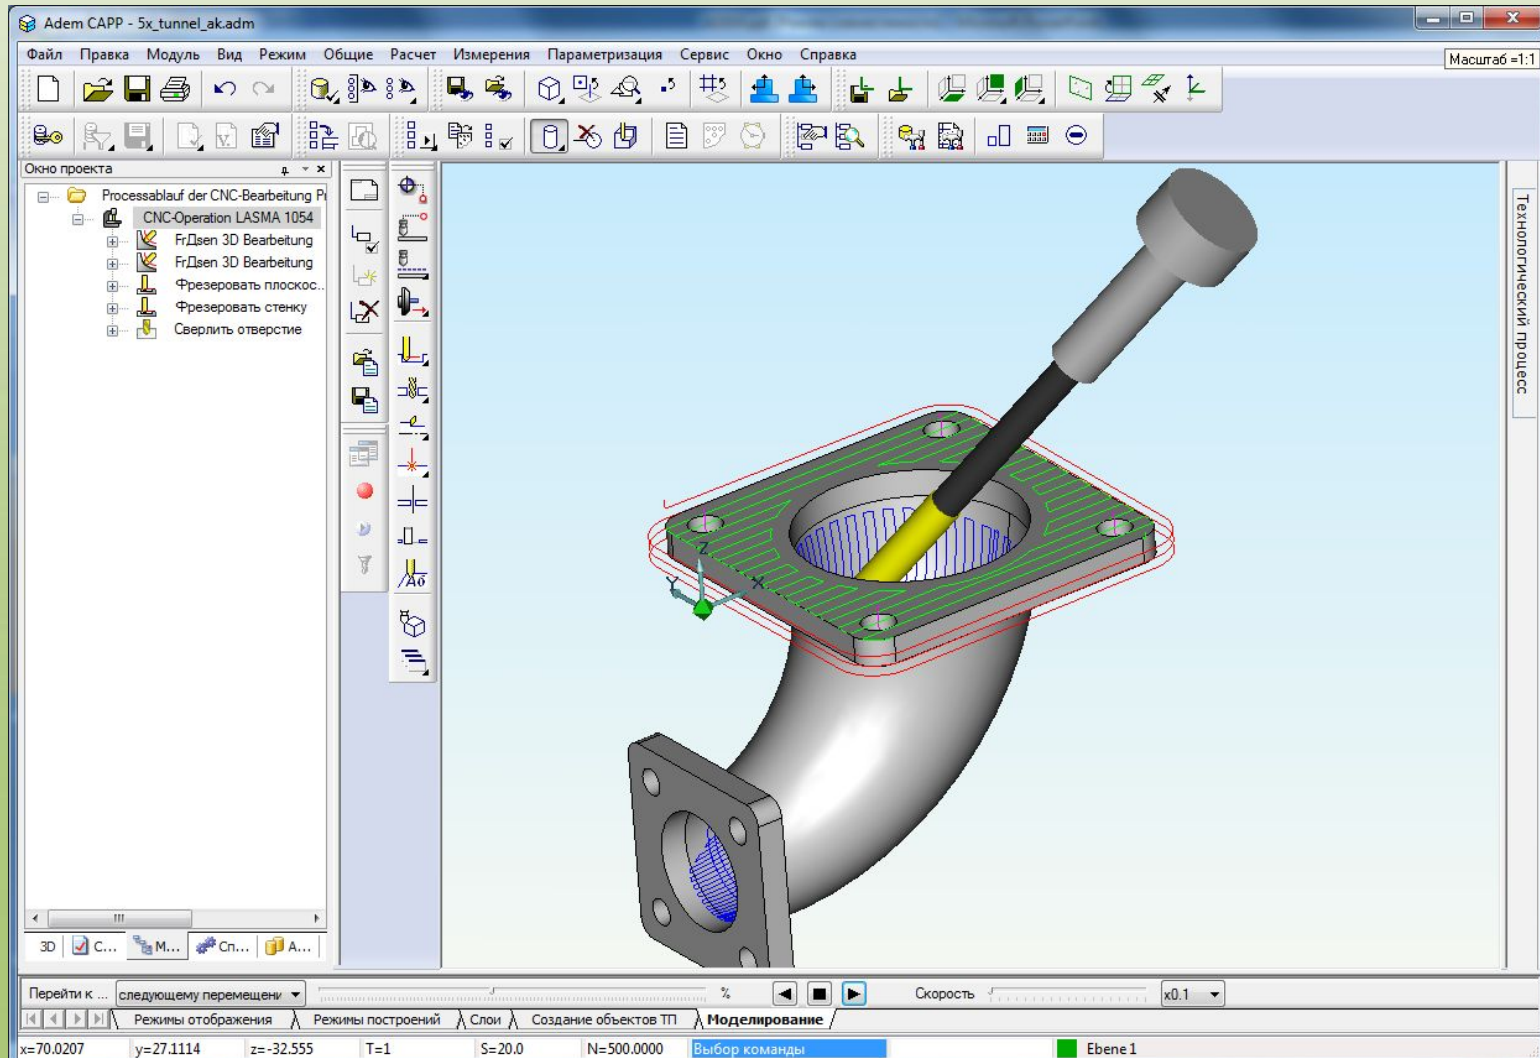 Adem CAPP - 5x_tunnel_ak.adm
Файл Правка Модуль Вид Режим Общие Расчет Измерения Параметризация Сервис Окно Справка
Масштаб =1:1
Окно проекта
Processablauf der CNC-Bearbeitung
CNC-Operation LASMA 1054
FrДsen 3D Bearbeitung
FrДsen 3D Bearbeitung
Фрезеровать плоскос...
Фрезеровать стенку
Сверлить отверстие
Технологический процесс
Z
Y
X
3D С... М... Сп... А...
Перейти к ... следующему перемещени % Скорость x0.1
Режимы отображения Режимы построений Слои Создание объектов ТП Моделирование
x=70.0207 y=27.1114 z=-32.555 T=1 S=20.0 N=500.0000 Выбор команды Ebene 1